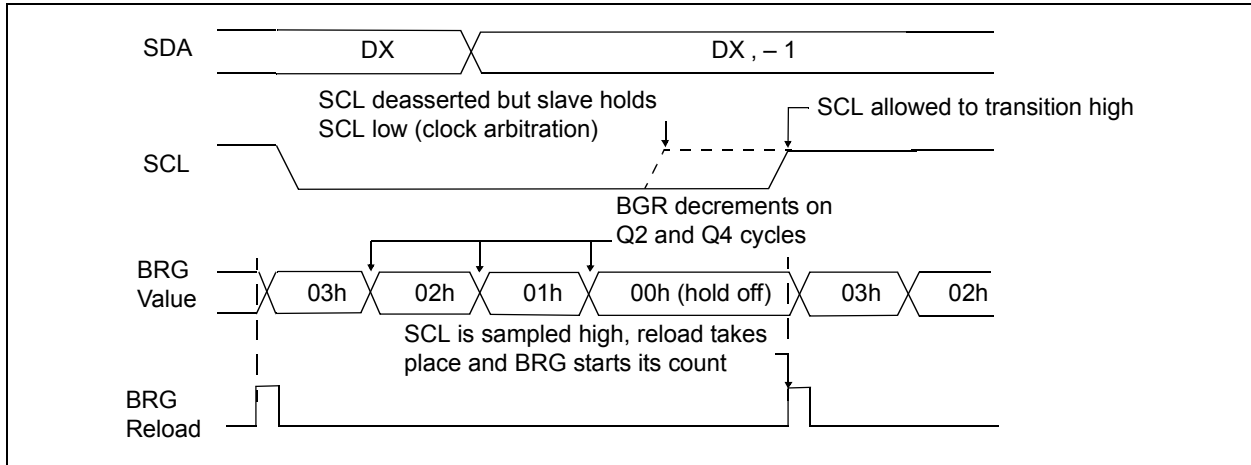 SDA
DX
DX , – 1
SCL deasserted but slave holds
SCL low (clock arbitration)
SCL allowed to transition high
SCL
BGR decrements on
Q2 and Q4 cycles
BRG
Value
03h
02h
01h
00h (hold off)
03h
02h
SCL is sampled high, reload takes
place and BRG starts its count
BRG
Reload